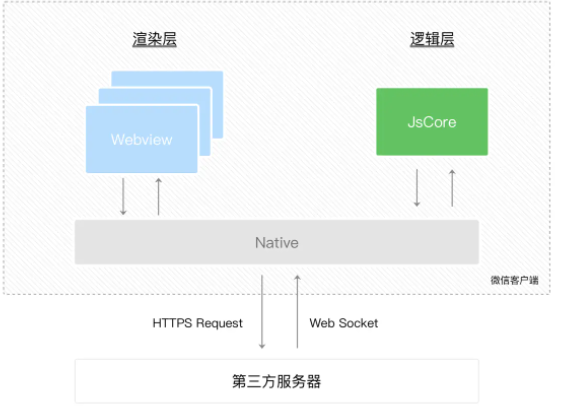 渲染层
逻辑层
Webview
JsCore
Native
微信客户端
HTTPS Request
Web Socket
第三方服务器